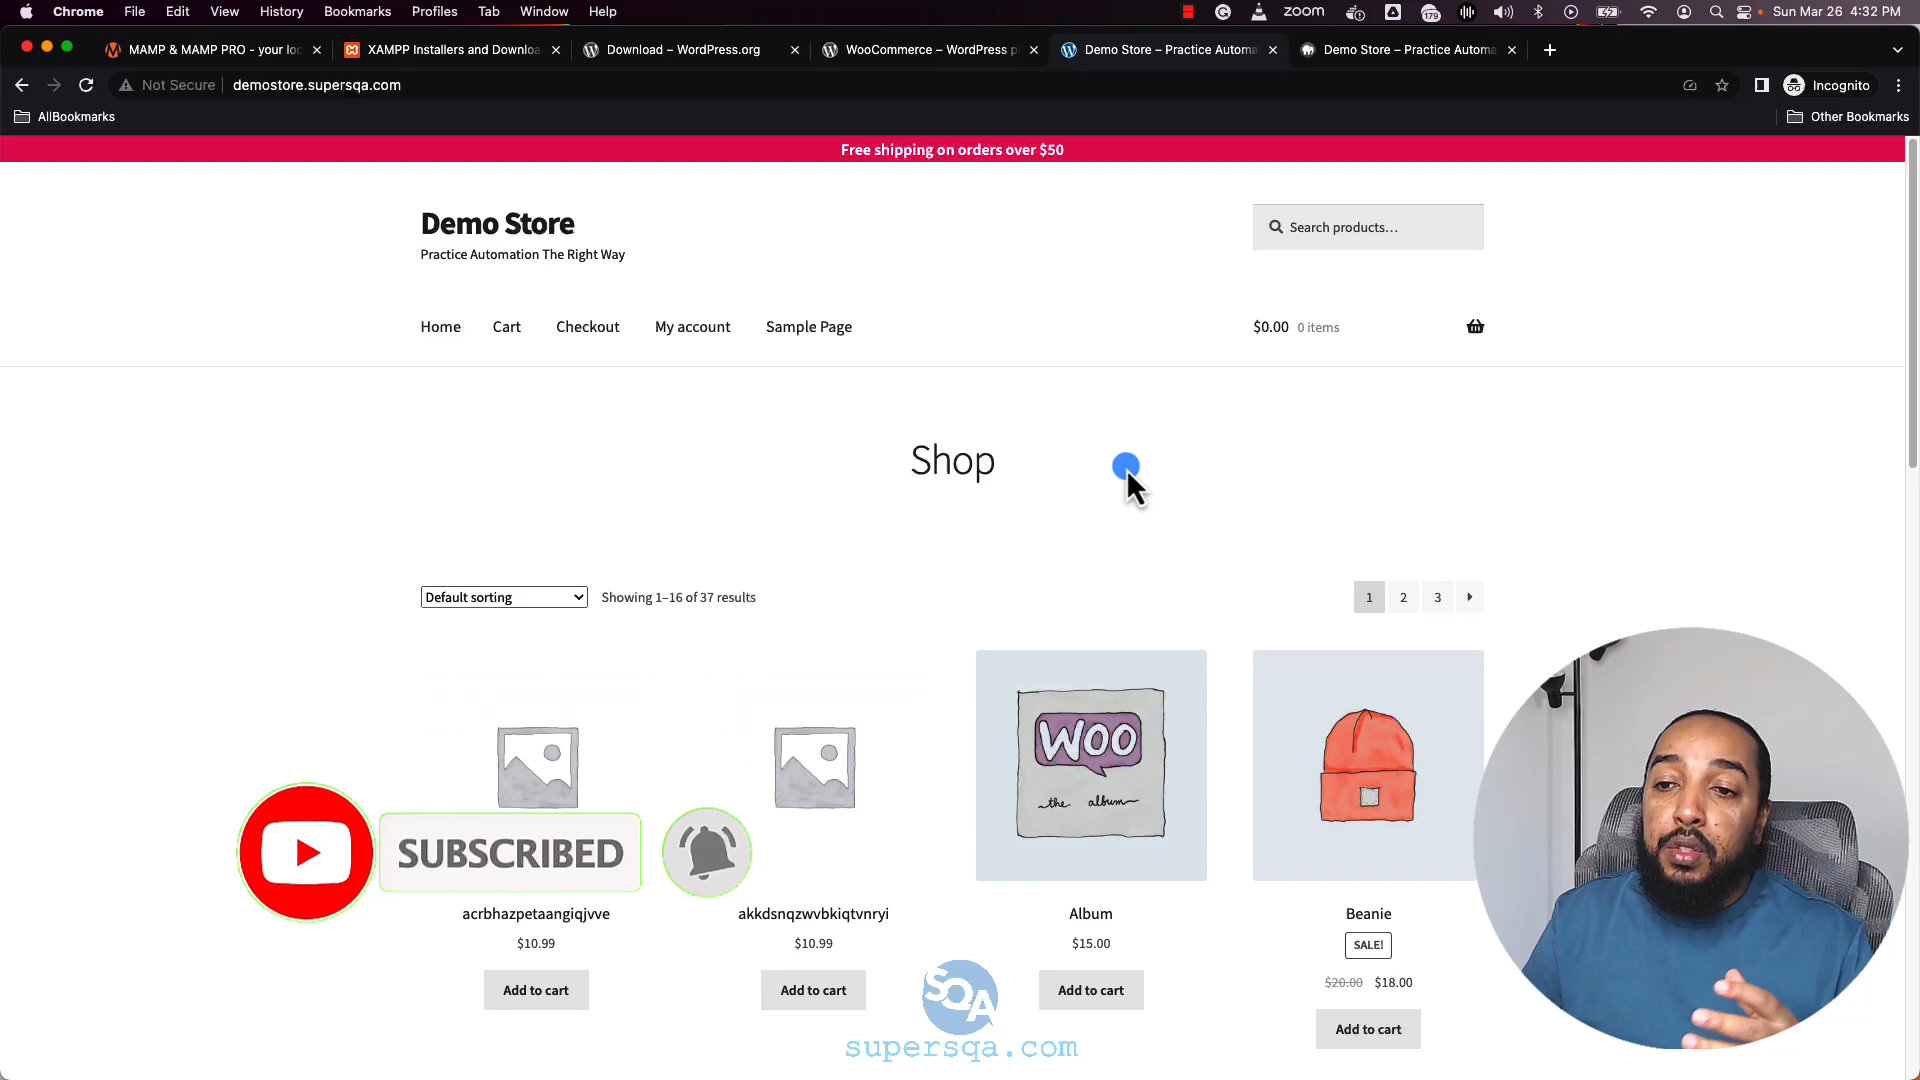 Chrome File Edit View History Bookmarks Profiles Tab Window Help zoom 179 Sun Mar 26 4:32 PM
MAMP & MAMP PRO - your loc XAMPP Installers and Downloa Download – WordPress.org WooCommerce – WordPress p Demo Store – Practice Automa Demo Store – Practice Automa
Not Secure demostore.supersqa.com Incognito
AllBookmarks Other Bookmarks
Free shipping on orders over $50
Demo Store
Practice Automation The Right Way
Search products…
Home Cart Checkout My account Sample Page
$0.00 0 items
Shop
Default sorting Showing 1–16 of 37 results 1 2 3
WOO
the album
SUBSCRIBED
acrbhazpetaangiqjvve akkdsnqzwvbkiqtvnryi Album Beanie
$10.99 $10.99 $15.00 SALE!
$20.00 $18.00
Add to cart Add to cart Add to cart
Add to cart
SQA
supersqa.com